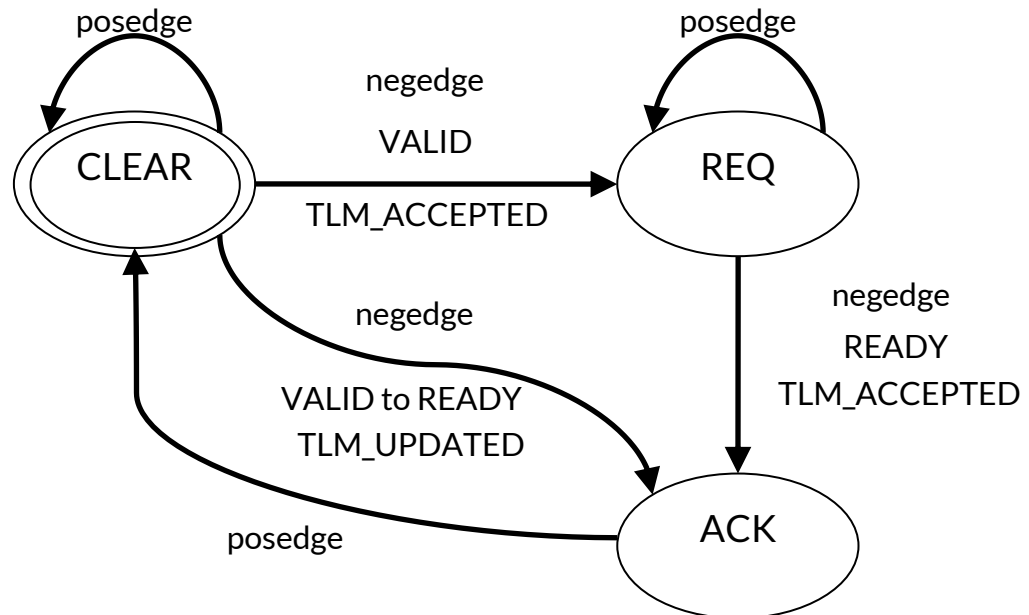 posedge
posedge
negedge
VALID
CLEAR
REQ
TLM_ACCEPTED
negedge
negedge
READY
VALID to READY
TLM_ACCEPTED
TLM_UPDATED
ACK
posedge